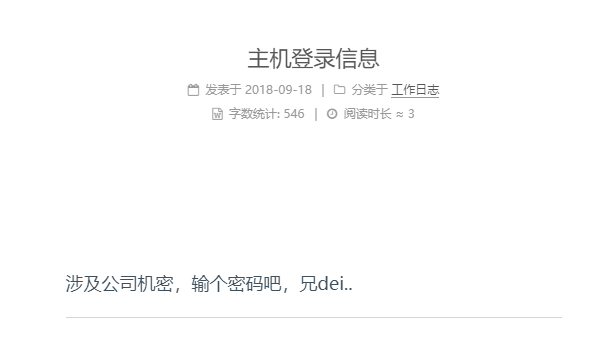 主机登录信息
发表于 2018-09-18 | 分类于 工作日志
字数统计: 546 | 阅读时长 ≈ 3
涉及公司机密，输个密码吧，兄dei..